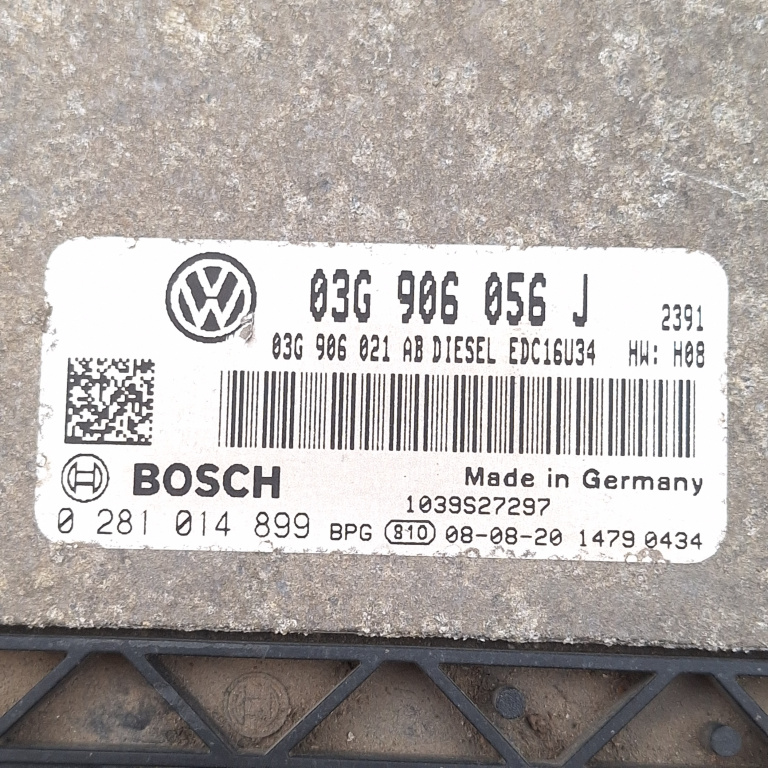 03G 906 056 J 2391
03G 906 021 AB DIESEL EDC16U34 HW: H08
BOSCH Made in Germany
1039S27297
0 281 014 899 BPG 810 08-08-20 1479 0434